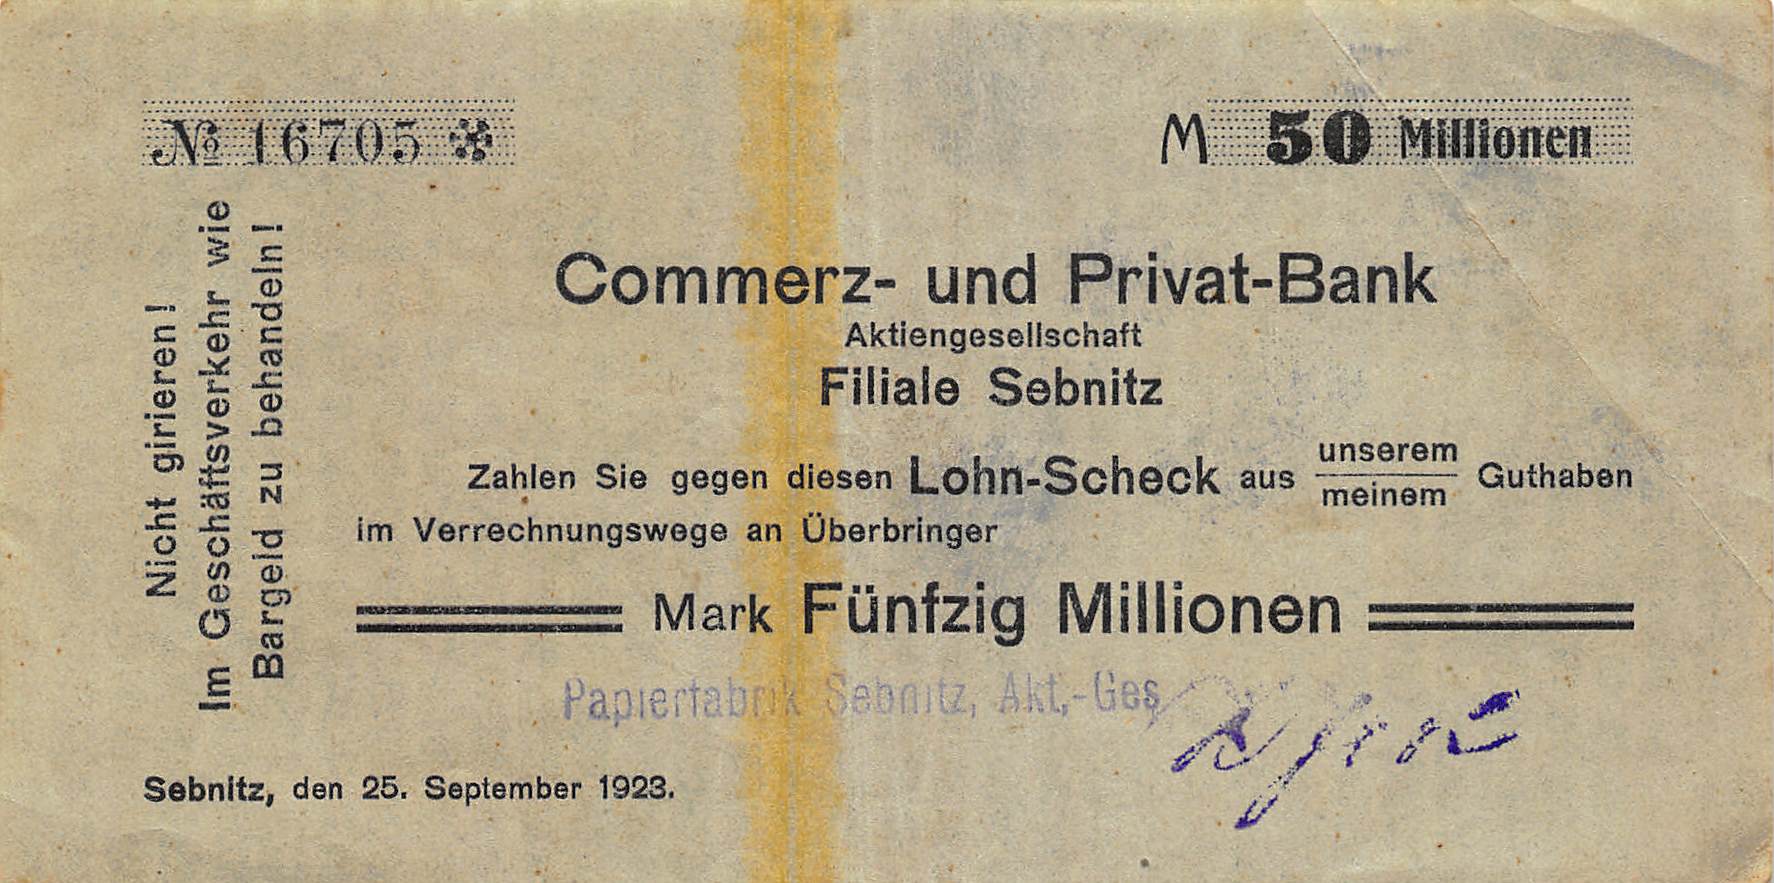 № 16705 ✻
M 50 Millionen
Nicht girieren!
Im Geschäftsverkehr wie
Bargeld zu behandeln!
Commerz- und Privat-Bank
Aktiengesellschaft
Filiale Sebnitz
Zahlen Sie gegen diesen Lohn-Scheck aus unserem / meinem Guthaben
im Verrechnungswege an Überbringer
Mark Fünfzig Millionen
Papierfabrik Sebnitz, Akt.-Ges
Sebnitz, den 25. September 1923.